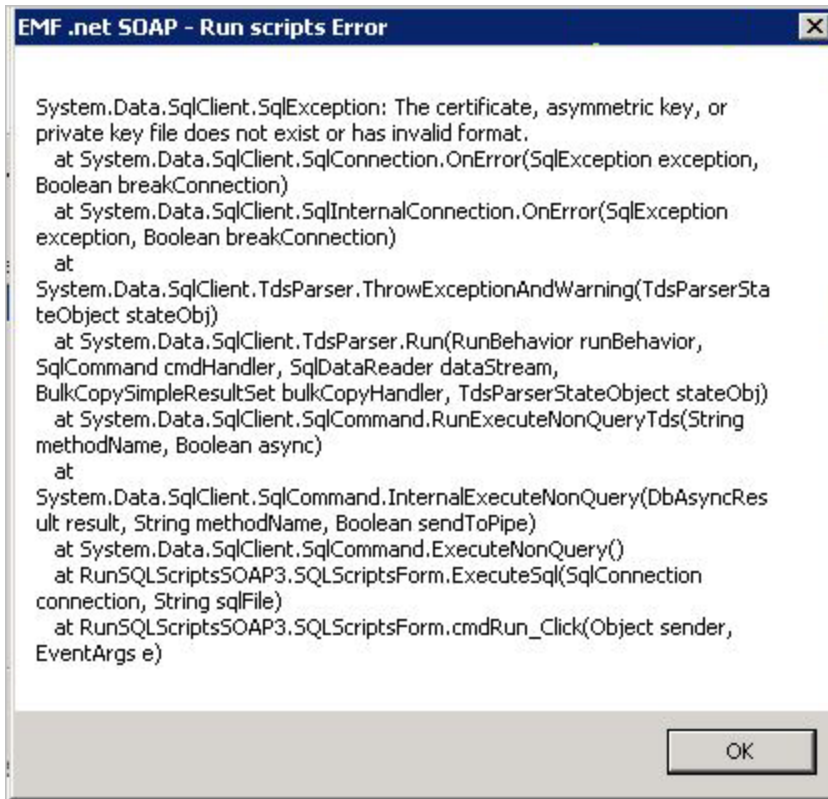 EMF .net SOAP - Run scripts Error
System.Data.SqlClient.SqlException: The certificate, asymmetric key, or
private key file does not exist or has invalid format.
at System.Data.SqlClient.SqlConnection.OnError(SqlException exception,
Boolean breakConnection)
at System.Data.SqlClient.SqlInternalConnection.OnError(SqlException
exception, Boolean breakConnection)
at
System.Data.SqlClient.TdsParser.ThrowExceptionAndWarning(TdsParserSta
teObject stateObj)
at System.Data.SqlClient.TdsParser.Run(RunBehavior runBehavior,
SqlCommand cmdHandler, SqlDataReader dataStream,
BulkCopySimpleResultSet bulkCopyHandler, TdsParserStateObject stateObj)
at System.Data.SqlClient.SqlCommand.RunExecuteNonQueryTds(String
methodName, Boolean async)
at
System.Data.SqlClient.SqlCommand.InternalExecuteNonQuery(DbAsyncRes
ult result, String methodName, Boolean sendToPipe)
at System.Data.SqlClient.SqlCommand.ExecuteNonQuery()
at RunSQLScriptsSOAP3.SQLScriptsForm.ExecuteSql(SqlConnection
connection, String sqlFile)
at RunSQLScriptsSOAP3.SQLScriptsForm.cmdRun_Click(Object sender,
EventArgs e)
OK